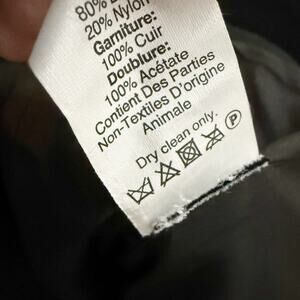 80%
20% Nylon
Garniture:
100% Cuir
Doublure:
100% Acétate
Contient Des Parties
Non-Textiles D'Origine
Animale
Dry clean only.
P